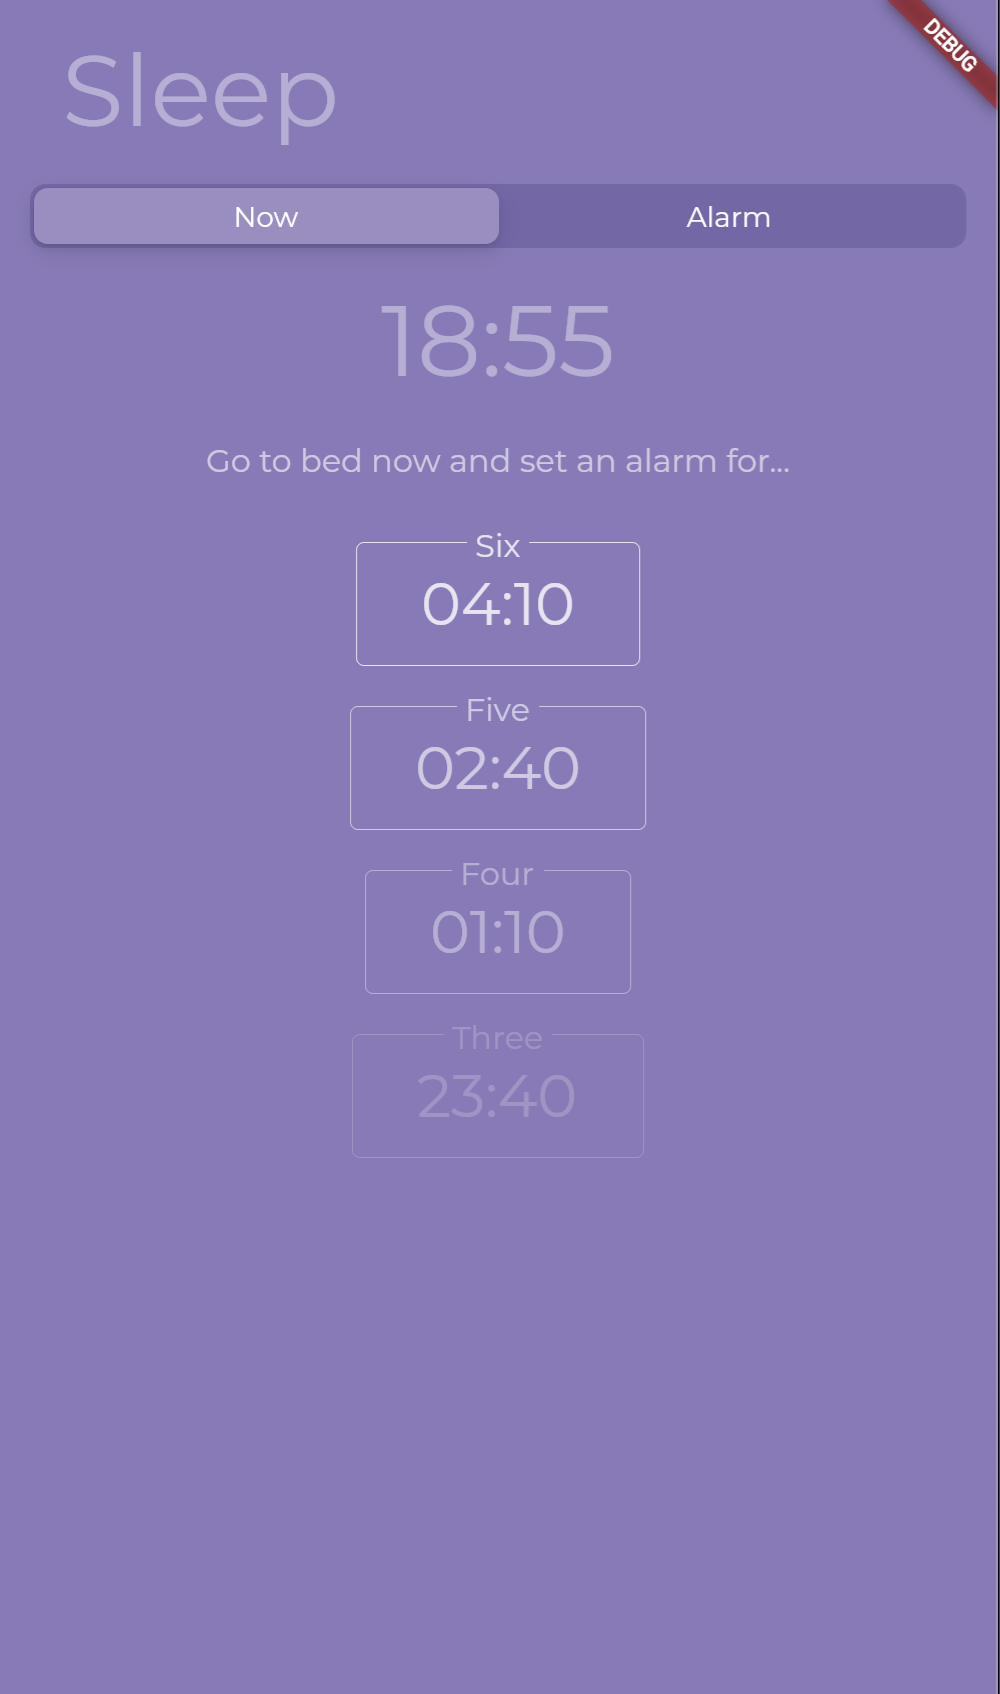 DEBUG
Sleep
Now
Alarm
18:55
Go to bed now and set an alarm for...
Six
04:10
Five
02:40
Four
01:10
Three
23:40